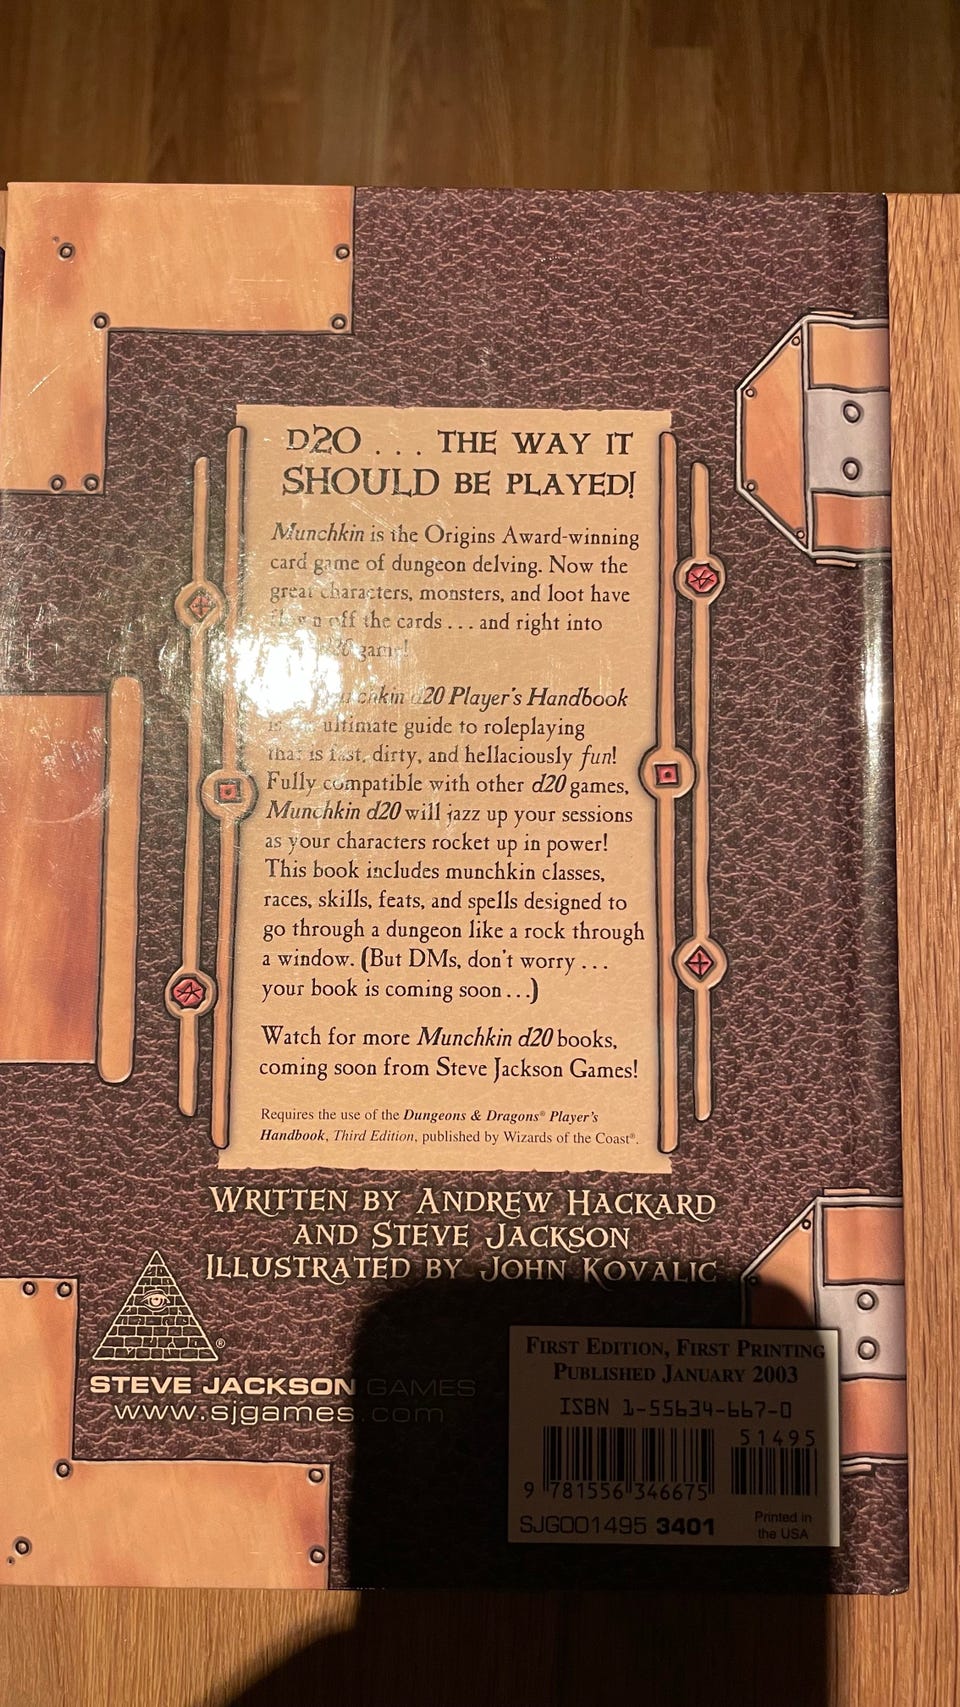 D20 . . . THE WAY IT
SHOULD BE PLAYED!
Munchkin is the Origins Award-winning
card game of dungeon delving. Now the
great characters, monsters, and loot have
off the cards . . . and right into
game!
d20 Player's Handbook
ultimate guide to roleplaying
that is fast, dirty, and hellaciously fun!
Fully compatible with other d20 games,
Munchkin d20 will jazz up your sessions
as your characters rocket up in power!
This book includes munchkin classes,
races, skills, feats, and spells designed to
go through a dungeon like a rock through
a window. (But DMs, don't worry . . .
your book is coming soon . . .)
Watch for more Munchkin d20 books,
coming soon from Steve Jackson Games!
Requires the use of the Dungeons & Dragons® Player's
Handbook, Third Edition, published by Wizards of the Coast®.
WRITTEN BY ANDREW HACKARD
AND STEVE JACKSON
ILLUSTRATED BY JOHN KOVALIC
®
STEVE JACKSON GAMES
www.sjgames.com
FIRST EDITION, FIRST PRINTING
PUBLISHED JANUARY 2003
ISBN 1-55634-667-0
51495
9 781556 346675
SJG001495 3401
Printed in
the USA